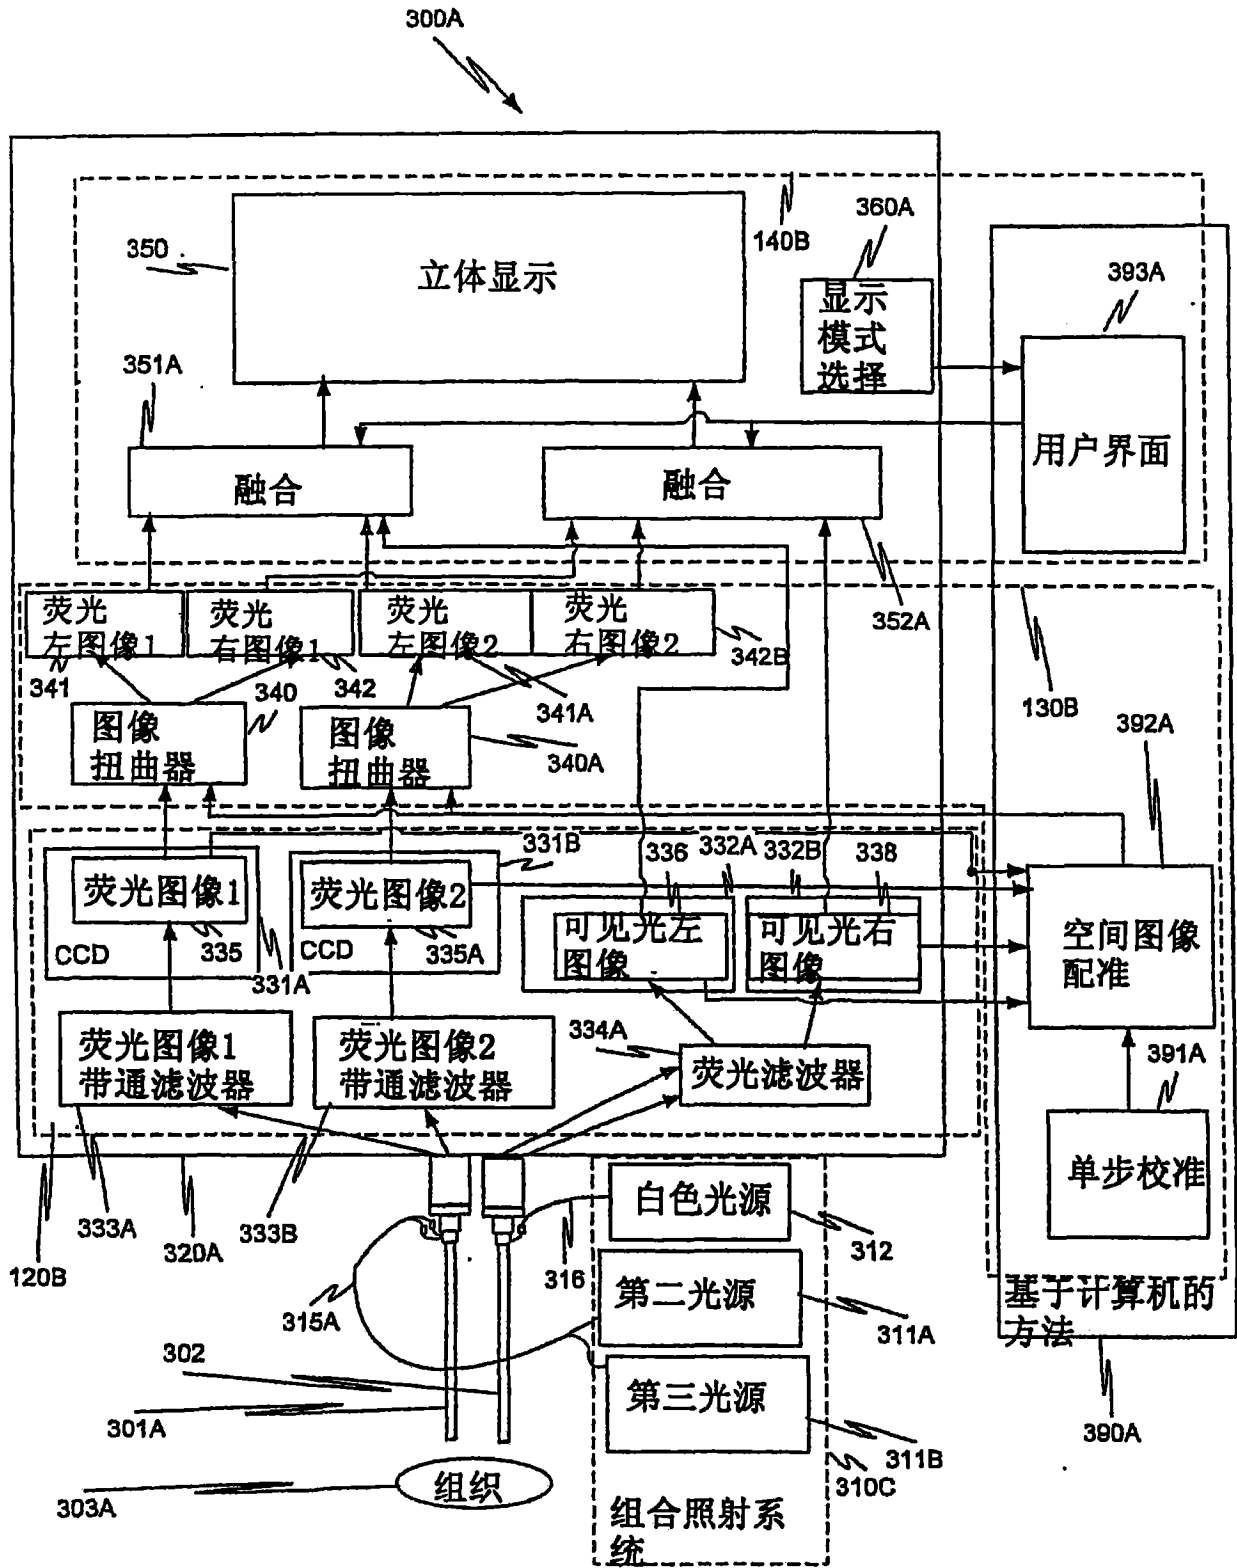 300A
140B
360A
393A
350
立体显示
显示
模式
选择
351A
用户界面
融合
融合
352A
荧光
左图像1
荧光
右图像1
荧光
左图像2
荧光
右图像2
342B
341
340
342
341A
130B
392A
图像
扭曲器
图像
扭曲器
340A
331B
336
332A
332B
338
荧光图像1
335
CCD
331A
荧光图像2
335A
CCD
可见光左
图像
可见光右
图像
空间图像
配准
334A
391A
荧光图像1
带通滤波器
荧光图像2
带通滤波器
荧光滤波器
单步校准
白色光源
333A
320A
333B
120B
316
312
第二光源
315A
311A
基于计算机的
方法
302
第三光源
301A
311B
390A
310C
303A
组织
组合照射系
统